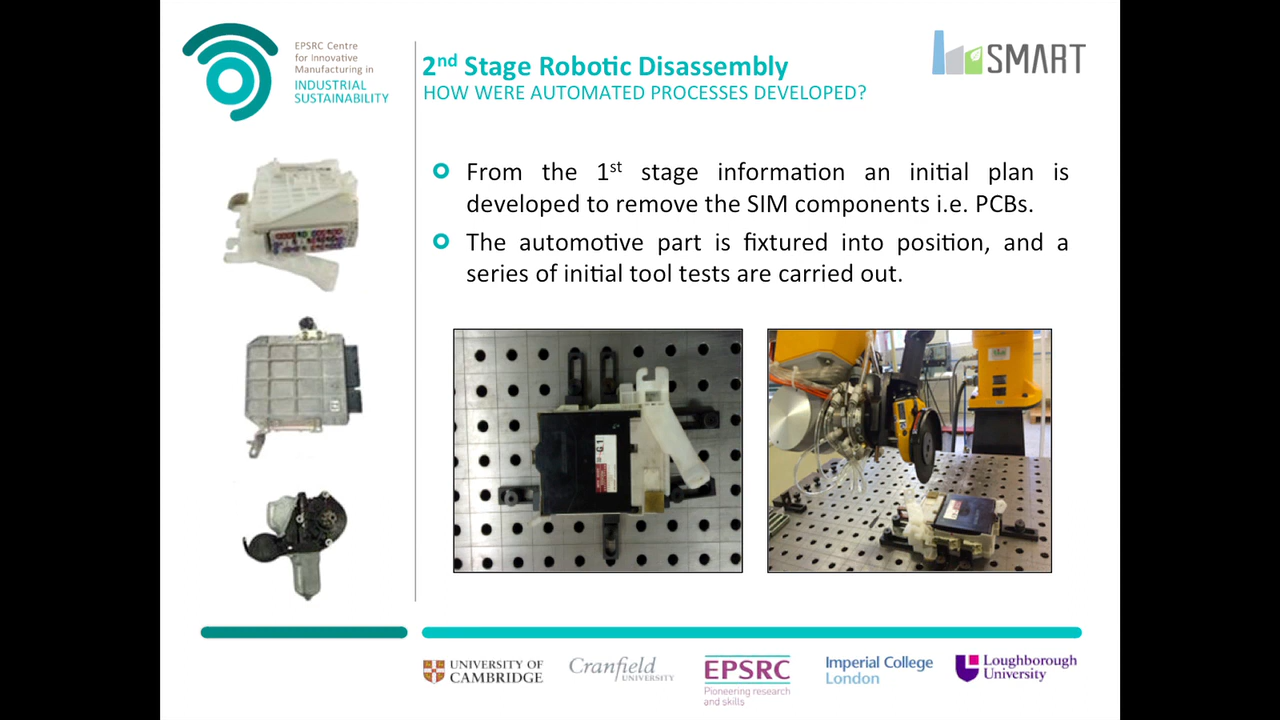 EPSRC Centre
for Innovative
Manufacturing in
INDUSTRIAL
SUSTAINABILITY
SMART
2nd Stage Robotic Disassembly
HOW WERE AUTOMATED PROCESSES DEVELOPED?
From the 1st stage information an initial plan is
developed to remove the SIM components i.e. PCBs.
The automotive part is fixtured into position, and a
series of initial tool tests are carried out.
G1
UNIVERSITY OF
CAMBRIDGE
Cranfield
UNIVERSITY
EPSRC
Pioneering research
and skills
Imperial College
London
Loughborough
University